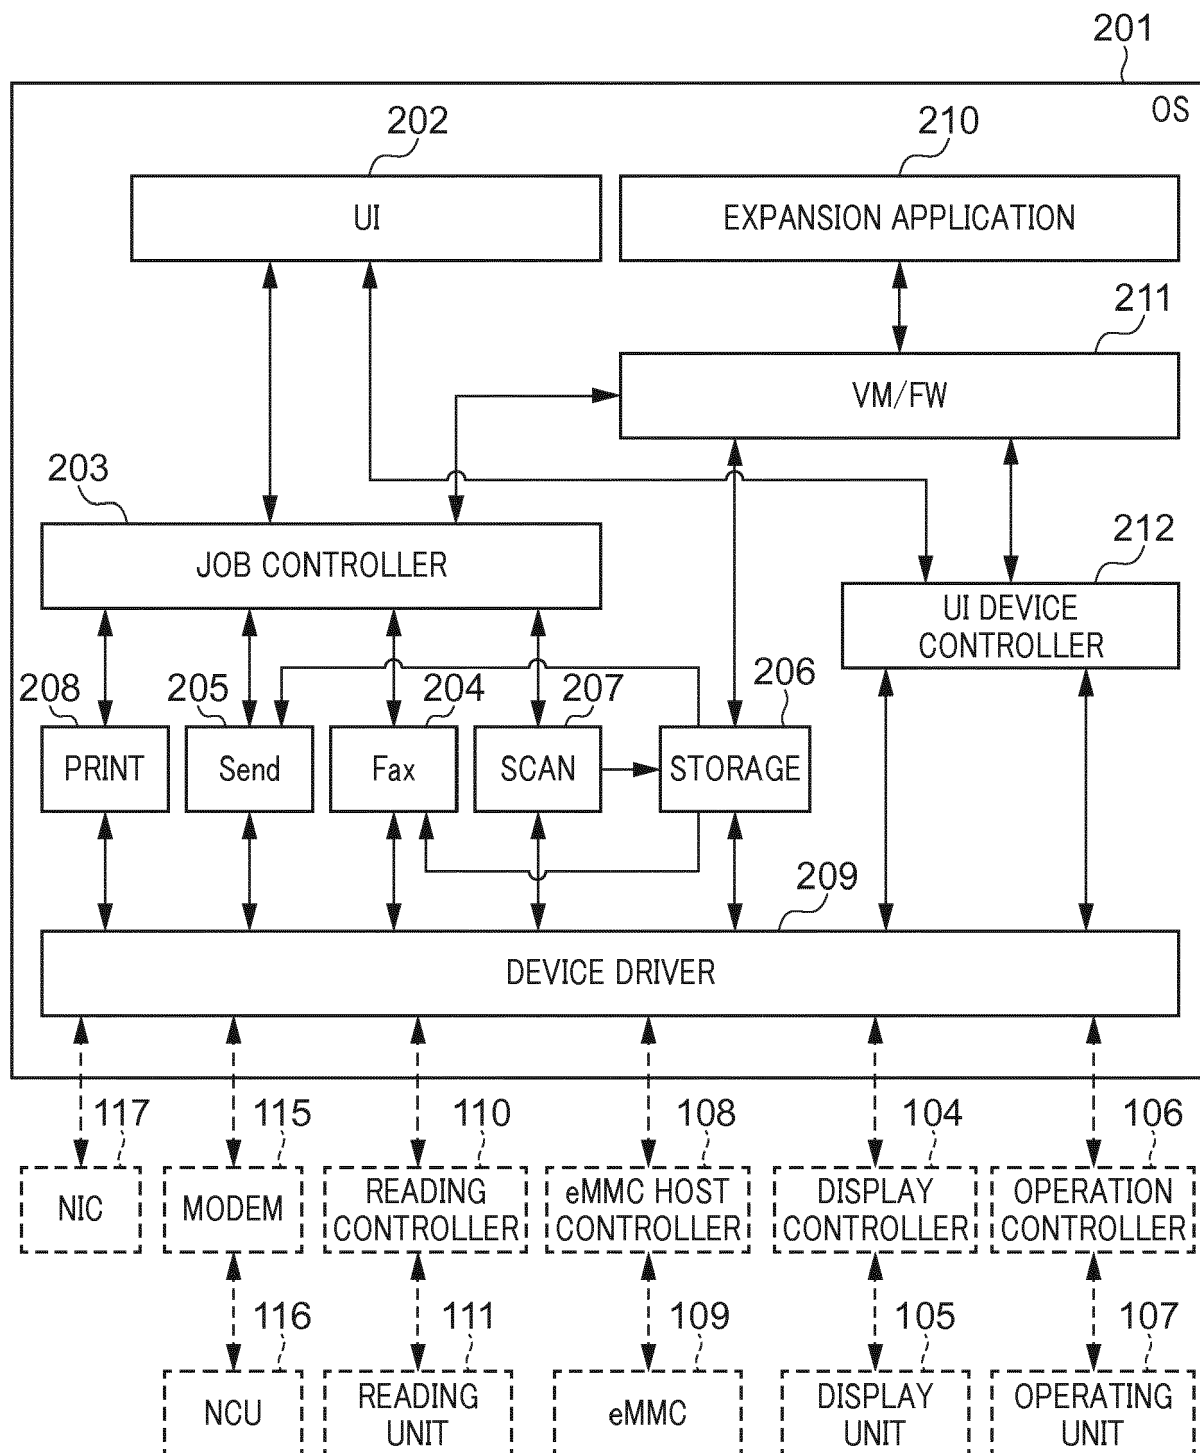 201
OS
202
210
UI
EXPANSION APPLICATION
211
VM/FW
203
212
JOB CONTROLLER
UI DEVICE
CONTROLLER
208
205
204
207
206
PRINT
Send
Fax
SCAN
STORAGE
209
DEVICE DRIVER
117
115
110
108
104
106
NIC
MODEM
READING
CONTROLLER
eMMC HOST
CONTROLLER
DISPLAY
CONTROLLER
OPERATION
CONTROLLER
116
111
109
105
107
NCU
READING
UNIT
eMMC
DISPLAY
UNIT
OPERATING
UNIT